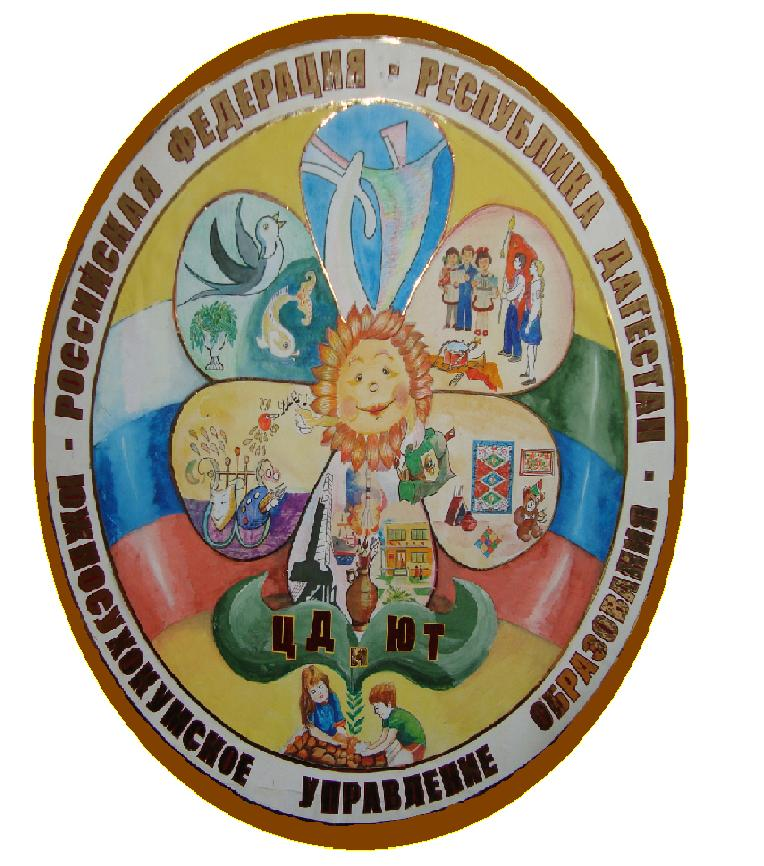 РОССИЙСКАЯ ФЕДЕРАЦИЯ · РЕСПУБЛИКА ДАГЕСТАН ·
ЮЖНОСУХОКУМСКОЕ УПРАВЛЕНИЕ ОБРАЗОВАНИЯ ·
ЦД и ЮТ